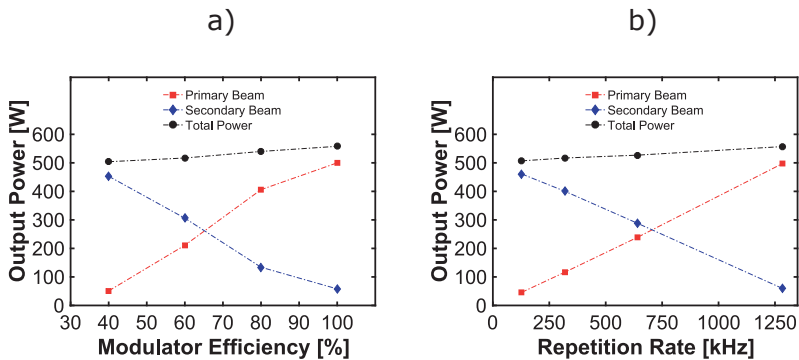 a)
Output Power [W]
600
500
400
300
200
100
0
Primary Beam
Secondary Beam
Total Power
30 40 50 60 70 80 90 100
Modulator Efficiency [%]
b)
Output Power [W]
600
500
400
300
200
100
0
Primary Beam
Secondary Beam
Total Power
0 250 500 750 1000 1250
Repetition Rate [kHz]